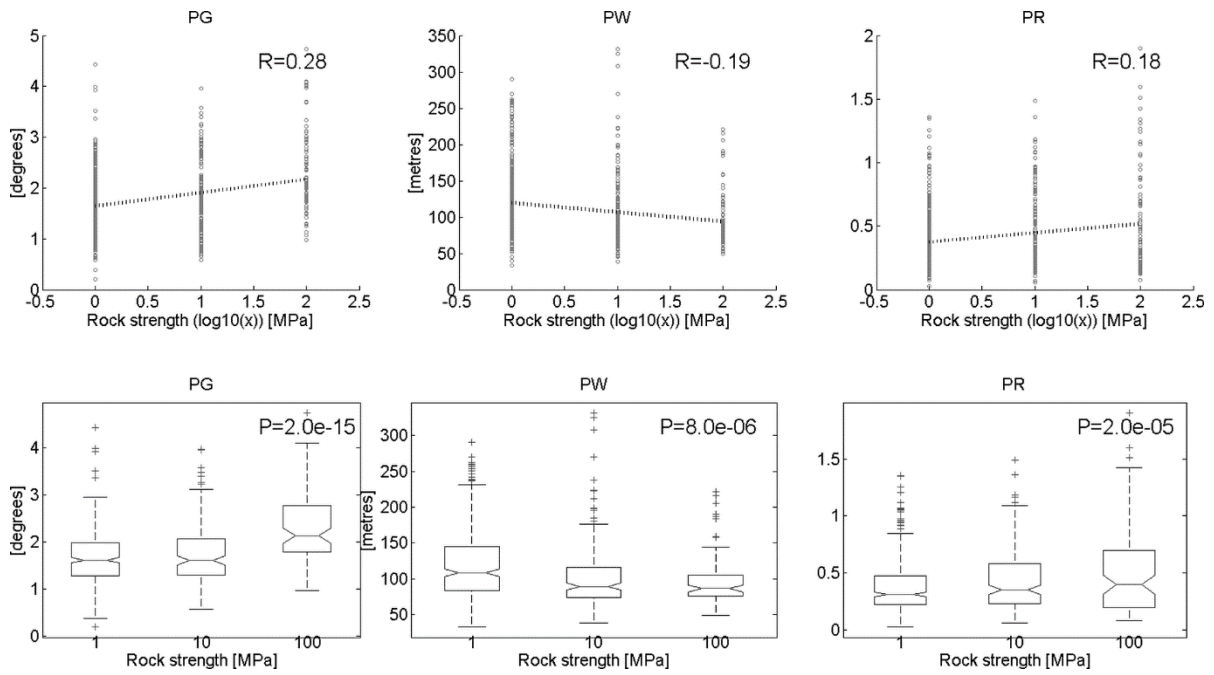 PG
R=0.28
[degrees]
5
4
3
2
1
0
-0.5 0 0.5 1 1.5 2 2.5
Rock strength (log10(x)) [MPa]
PW
R=-0.19
[metres]
350
300
250
200
150
100
50
0
-0.5 0 0.5 1 1.5 2 2.5
Rock strength (log10(x)) [MPa]
PR
R=0.18
2
1.5
1
0.5
0
-0.5 0 0.5 1 1.5 2 2.5
Rock strength (log10(x)) [MPa]
PG
P=2.0e-15
[degrees]
4
3
2
1
0
1 10 100
Rock strength [MPa]
PW
P=8.0e-06
[metres]
300
250
200
150
100
50
1 10 100
Rock strength [MPa]
PR
P=2.0e-05
1.5
1
0.5
0
1 10 100
Rock strength [MPa]